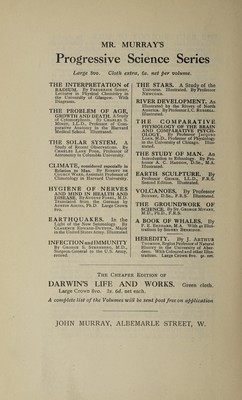 MR. MURRAY'S
Progressive Science Series
Large 8vo. Cloth extra, 6s. net per volume.
THE INTERPRETATION of
RADIUM. By FREDERICK SODDY,
Lecturer in Physical Chemistry in
the University of Glasgow. With
Diagrams.
THE PROBLEM OF AGE,
GROWTH AND DEATH. A Study
of Cytomorphosis. By CHARLES S.
MINOT, LL.D., Professor of Comparative
Anatomy in the Harvard
Medical School. Illustrated.
THE SOLAR SYSTEM. A
Study of Recent Observation. By
CHARLES LANE POOR, Professor of
Astronomy in Columbia University.
CLIMATE, considered especially in
Relation to Man. By ROBERT DE
COURCY WARD, Assistant Professor of
Climatology in Harvard University.
HYGIENE OF NERVES
AND MIND IN HEALTH AND
DISEASE. By AUGUST FOREL, M.D.
Translated from the German by
AUSTIN AIKINS, Ph.D. Large Crown
8vo.
EARTHQUAKES. In the
Light of the New Seismology. By
CLARENCE EDWARD DUTTON, Major
in the United States Army. Illustrated
INFECTION and IMMUNITY
By GEORGE S. STERNBERG, M.D.,
Surgeon-General in the U.S. Army,
retired.
THE STARS. A Study of the
Universe. Illustrated. By Professor
NEWCOMB.
RIVER DEVELOPMENT, As
Illustrated by the Rivers of North
America. By Professor I. C. RUSSELL.
Illustrated.
THE COMPARATIVE
PHYSIOLOGY OF THE BRAIN
AND COMPARATIVE PSYCHOLOGY.
By Professor JACQUES
LOEB, M.D., Professor of Physiology
in the University of Chicago. Illustrated.
THE STUDY OF MAN. An
Introduction to Ethnology. By Professor
A. C. HADDON, D.Sc., M.A.
Illustrated.
EARTH SCULPTURE. By
Professor GEIKIE, LL.D., F.R.S.
Second Edition. Illustrated.
VOLCANOES. By Professor
BONNEY, D.Sc., F.R.S. Illustrated.
THE GROUNDWORK OF
SCIENCE. By ST. GEORGE MIVART,
M.D., Ph.D., F.R.S.
A BOOK OF WHALES. By
F. E. BEDDARD, M.A. With 40 Illustrations
by SIDNEY BERRIDGE.
HEREDITY. By J. ARTHUR
THOMSON, Regius Professor of Natural
History in the University of Aberdeen.
With Coloured and other Illustrations.
Large Crown 8vo. 9s. net.
THE CHEAPER EDITION OF
DARWIN'S LIFE AND WORKS. Green cloth.
Large Crown 8vo. 2s. 6d. net each.
A complete list of the Volumes will be sent post free on application
JOHN MURRAY, ALBEMARLE STREET, W.